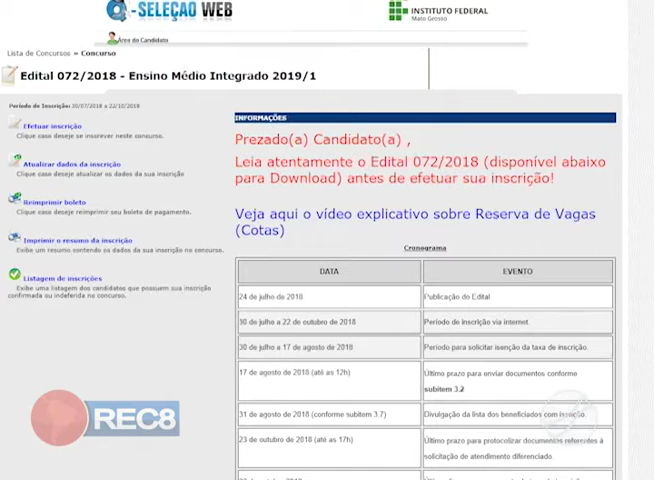 Q-SELEÇÃO WEB
INSTITUTO FEDERAL
Mato Grosso
Área do Candidato
Lista de Concursos » Concurso
Edital 072/2018 - Ensino Médio Integrado 2019/1
Período de Inscrição: 30/07/2018 a 22/10/2018
Efetuar inscrição
Clique caso deseje se inscrever neste concurso.
Atualizar dados da inscrição
Clique caso deseje atualizar os dados da sua inscrição
Reimprimir boleto
Clique caso deseje reimprimir seu boleto de pagamento.
Imprimir o resumo da inscrição
Exibe um resumo contendo os dados da sua inscrição no concurso.
Listagem de inscrições
Exibe uma listagem dos candidatos que possuem sua inscrição
confirmada ou indeferida no concurso.
INFORMAÇÕES
Prezado(a) Candidato(a) ,
Leia atentamente o Edital 072/2018 (disponível abaixo
para Download) antes de efetuar sua inscrição!
Veja aqui o vídeo explicativo sobre Reserva de Vagas
(Cotas)
Cronograma
DATA EVENTO
24 de julho de 2018 Publicação do Edital
30 de julho a 22 de outubro de 2018 Período de inscrição via internet.
30 de julho a 17 de agosto de 2018 Período para solicitar isenção da taxa de inscrição.
17 de agosto de 2018 (até as 12h) Último prazo para enviar documentos conforme
subitem 3.2
31 de agosto de 2018 (conforme subitem 3.7) Divulgação da lista dos beneficiados com isenção
23 de outubro de 2018 (até as 17h) Último prazo para protocolizar documentos referentes à
solicitação de atendimento diferenciado.
REC8